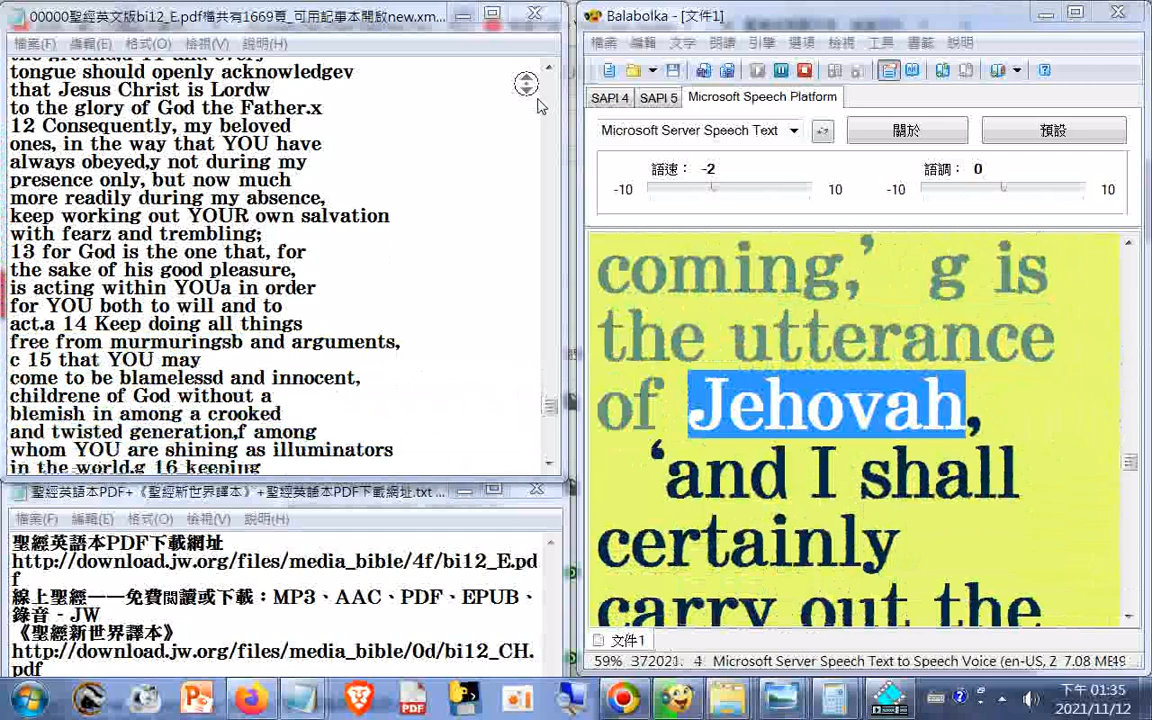 00000聖經英文版bi12_E.pdf檔共有1669頁_可用記事本開啟new.xm...
檔案(F) 編輯(E) 格式(O) 檢視(V) 說明(H)
tongue should openly acknowledgev
that Jesus Christ is Lordw
to the glory of God the Father.x
12 Consequently, my beloved
ones, in the way that YOU have
always obeyed,y not during my
presence only, but now much
more readily during my absence,
keep working out YOUR own salvation
with fearz and trembling;
13 for God is the one that, for
the sake of his good pleasure,
is acting within YOUa in order
for YOU both to will and to
act.a 14 Keep doing all things
free from murmuringsb and arguments,
c 15 that YOU may
come to be blamelessd and innocent,
childrene of God without a
blemish in among a crooked
and twisted generation,f among
whom YOU are shining as illuminators
in the world,g 16 keeping
聖經英語本PDF+《聖經新世界譯本》+聖經英語本PDF下載網址.txt ...
檔案(F) 編輯(E) 格式(O) 檢視(V) 說明(H)
聖經英語本PDF下載網址
http://download.jw.org/files/media_bible/4f/bi12_E.pd
f
線上聖經——免費閱讀或下載：MP3、AAC、PDF、EPUB、
錄音 - JW
《聖經新世界譯本》
http://download.jw.org/files/media_bible/0d/bi12_CH.
pdf
Balabolka - [文件1]
檔案 編輯 文字 朗讀 引擎 選項 檢視 工具 書籤 說明
SAPI 4 SAPI 5 Microsoft Speech Platform
Microsoft Server Speech Text 關於 預設
語速： -2 語調： 0
-10 10 -10 10
coming,’ g is
the utterance
of Jehovah,
‘and I shall
certainly
carry out the
文件1
59% 372021: 4 Microsoft Server Speech Text to Speech Voice (en-US, Z 7.08 ME49
下午 01:35
2021/11/12